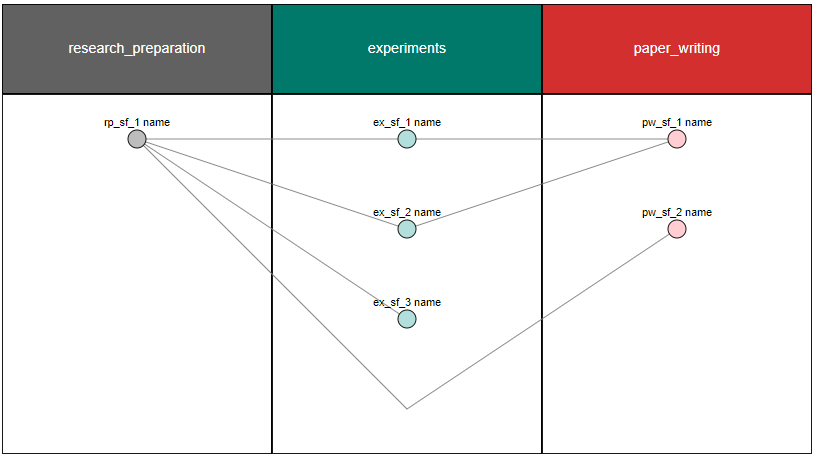 research_preparation
experiments
paper_writing
rp_sf_1 name
ex_sf_1 name
pw_sf_1 name
ex_sf_2 name
pw_sf_2 name
ex_sf_3 name